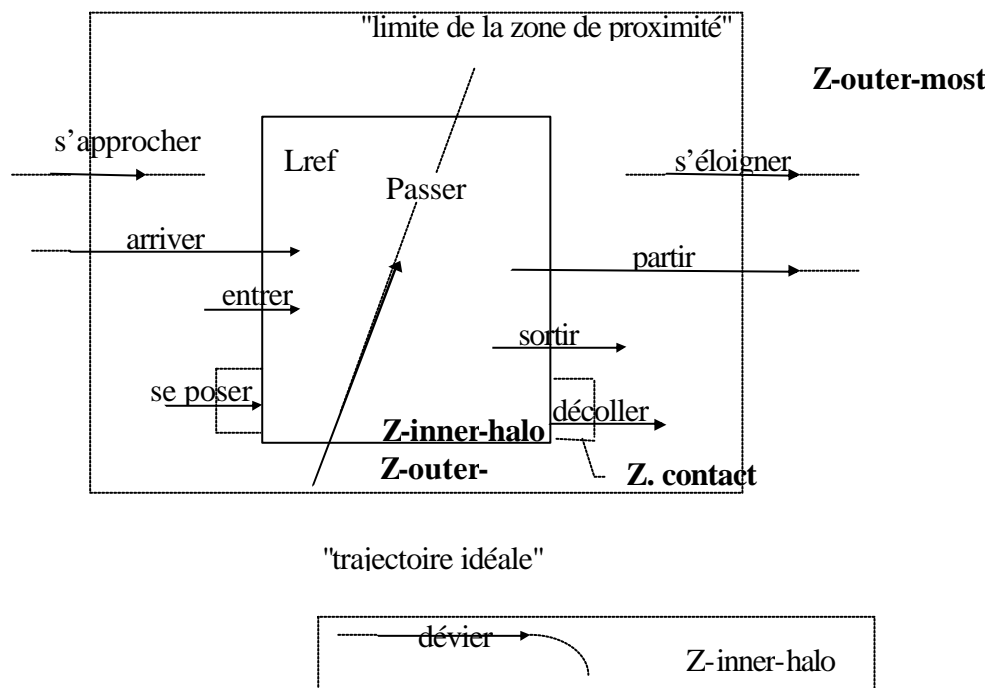 "limite de la zone de proximité"
Z-outer-most
s'approcher
Lref
s'éloigner
Passer
arriver
partir
entrer
sortir
se poser
décoller
Z-inner-halo
Z-outer-
Z. contact
"trajectoire idéale"
dévier
Z-inner-halo